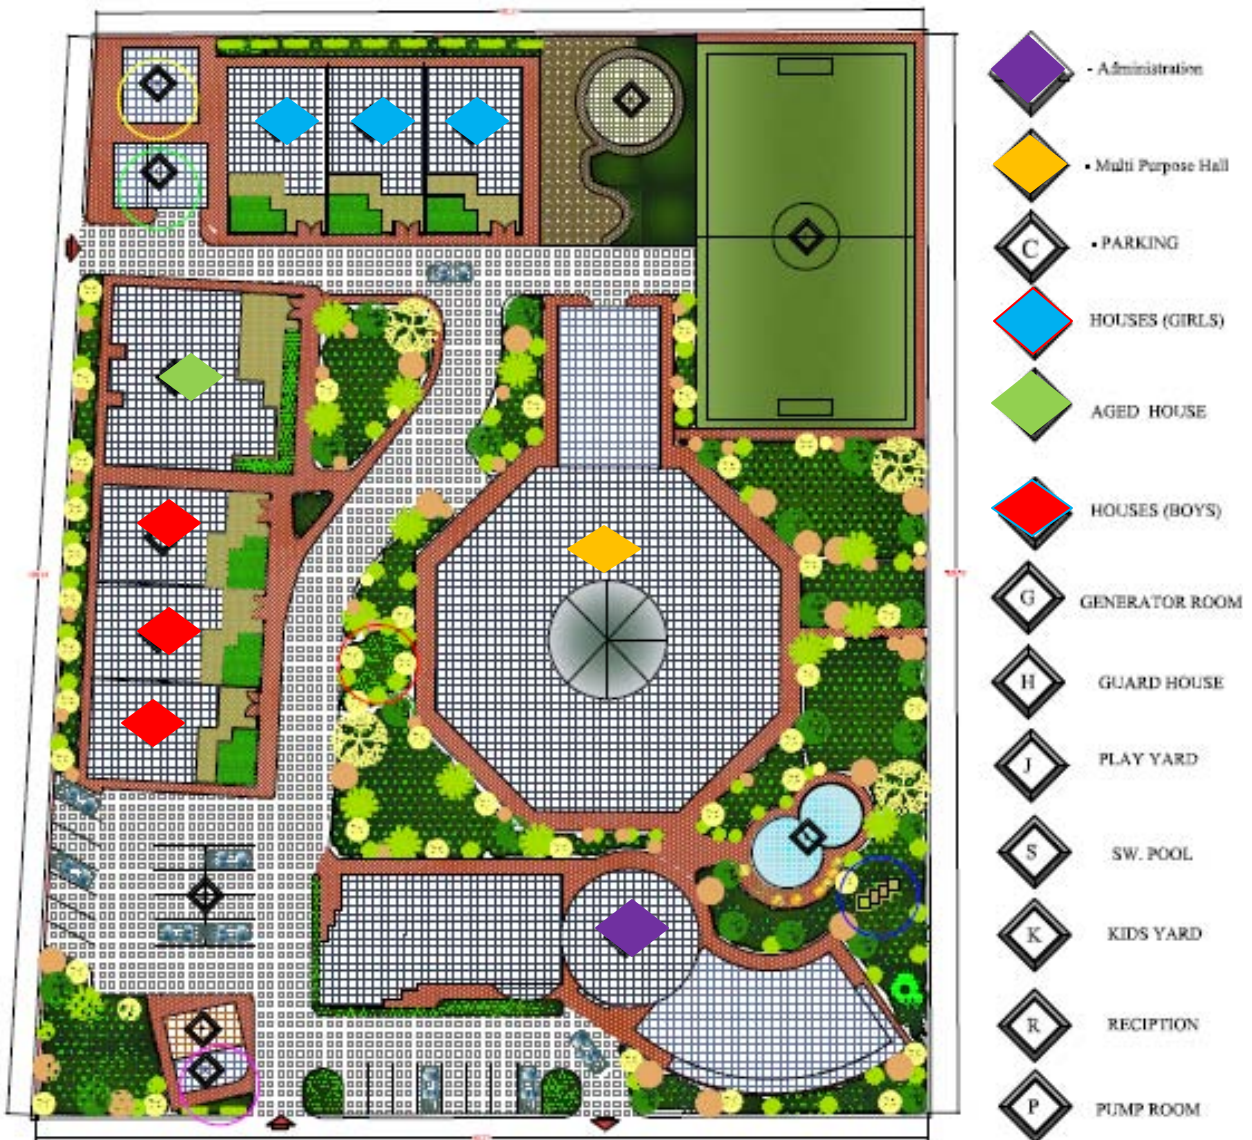 - Administration
• Multi Purpose Hall
C
• PARKING
HOUSES (GIRLS)
AGED HOUSE
HOUSES (BOYS)
G
GENERATOR ROOM
H
GUARD HOUSE
J
PLAY YARD
S
SW. POOL
K
KIDS YARD
R
RECIPTION
P
PUMP ROOM